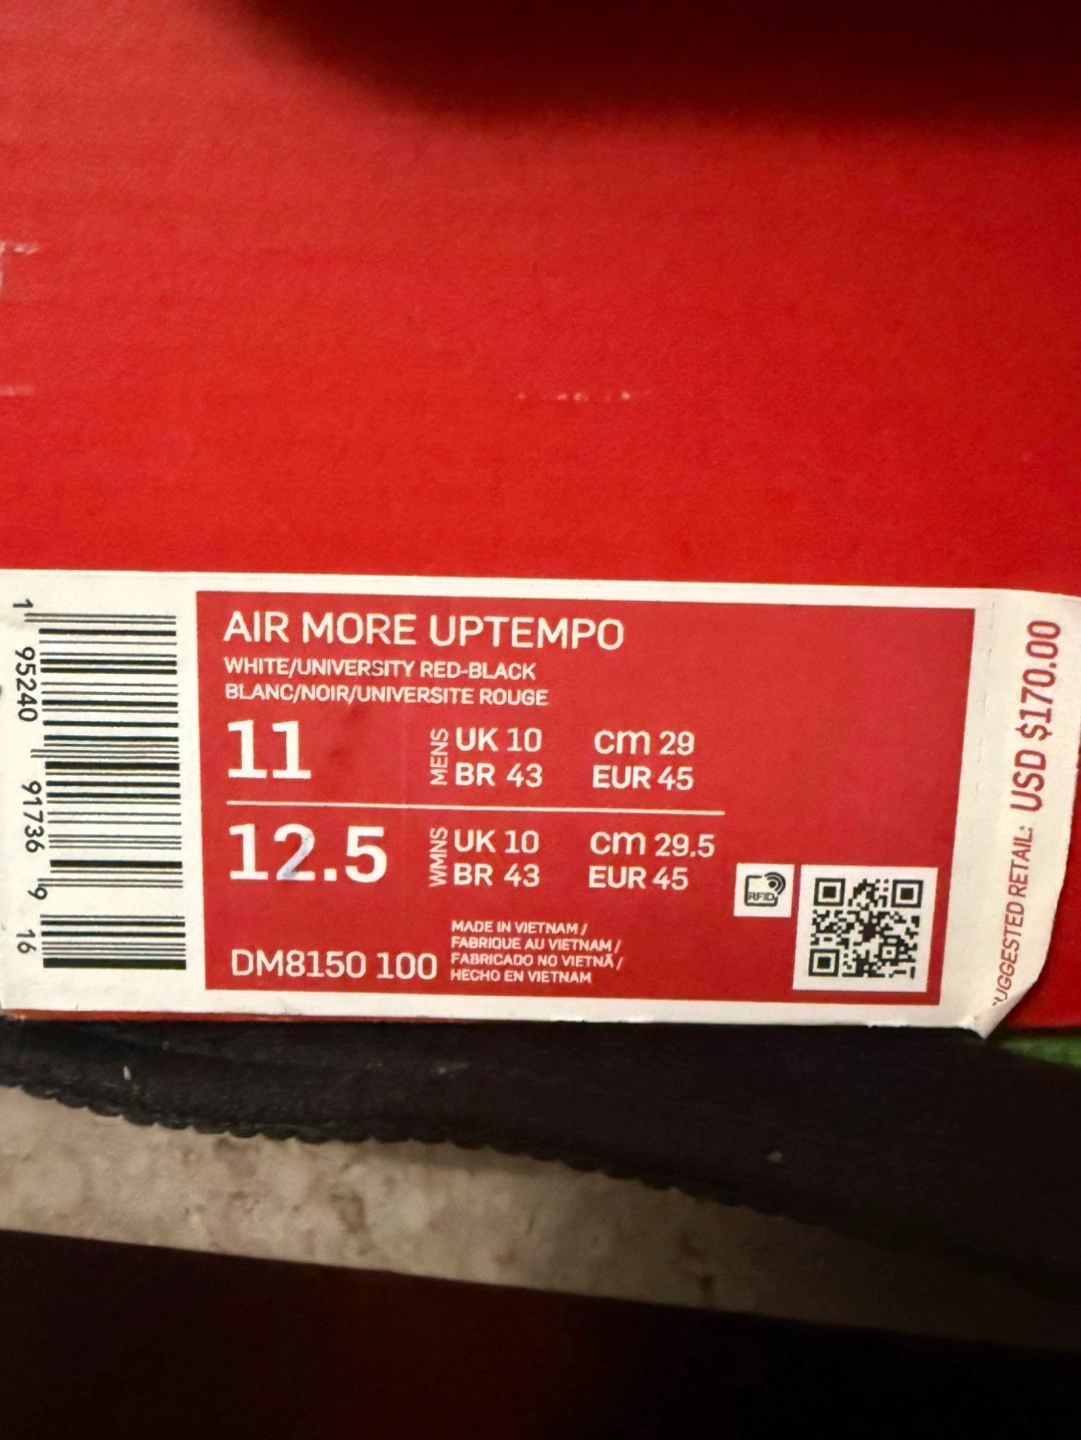 AIR MORE UPTEMPO
WHITE/UNIVERSITY RED-BLACK
BLANC/NOIR/UNIVERSITE ROUGE
11 MENS UK 10 cm 29
BR 43 EUR 45
12.5 WMNS UK 10 cm 29.5
BR 43 EUR 45
RFID
DM8150 100
MADE IN VIETNAM /
FABRIQUE AU VIETNAM /
FABRICADO NO VIETNÃ /
HECHO EN VIETNAM
1 95240 91736 9 16
SUGGESTED RETAIL: USD $170.00